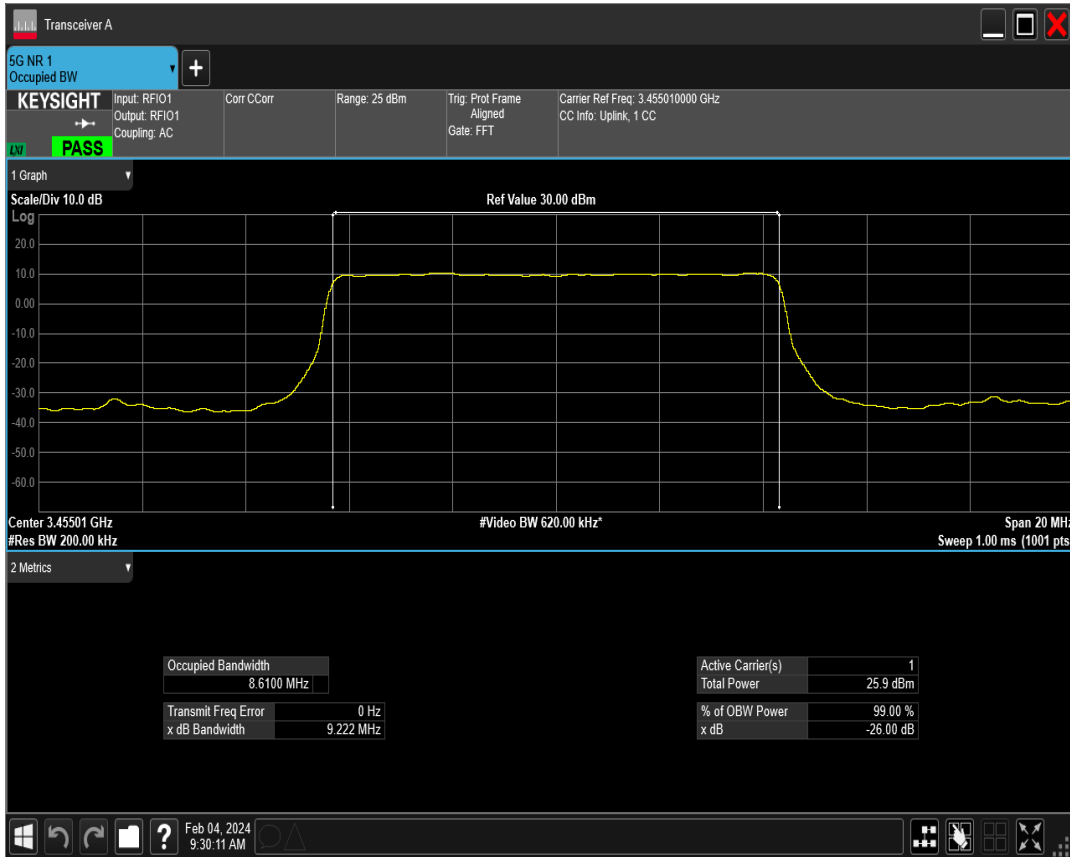 Transceiver A
5G NR 1
Occupied BW
KEYSIGHT
LXI
PASS
Input: RFIO1
Output: RFIO1
Coupling: AC
Corr CCorr
Range: 25 dBm
Trig: Prot Frame
Aligned
Gate: FFT
Carrier Ref Freq: 3.455010000 GHz
CC Info: Uplink, 1 CC
1 Graph
Scale/Div 10.0 dB
Ref Value 30.00 dBm
Log
20.0
10.0
0.00
-10.0
-20.0
-30.0
-40.0
-50.0
-60.0
Center 3.45501 GHz
#Video BW 620.00 kHz*
Span 20 MHz
#Res BW 200.00 kHz
Sweep 1.00 ms (1001 pts
2 Metrics
Occupied Bandwidth
8.6100 MHz
Transmit Freq Error 0 Hz
x dB Bandwidth 9.222 MHz
Active Carrier(s) 1
Total Power 25.9 dBm
% of OBW Power 99.00 %
x dB -26.00 dB
?
Feb 04, 2024
9:30:11 AM